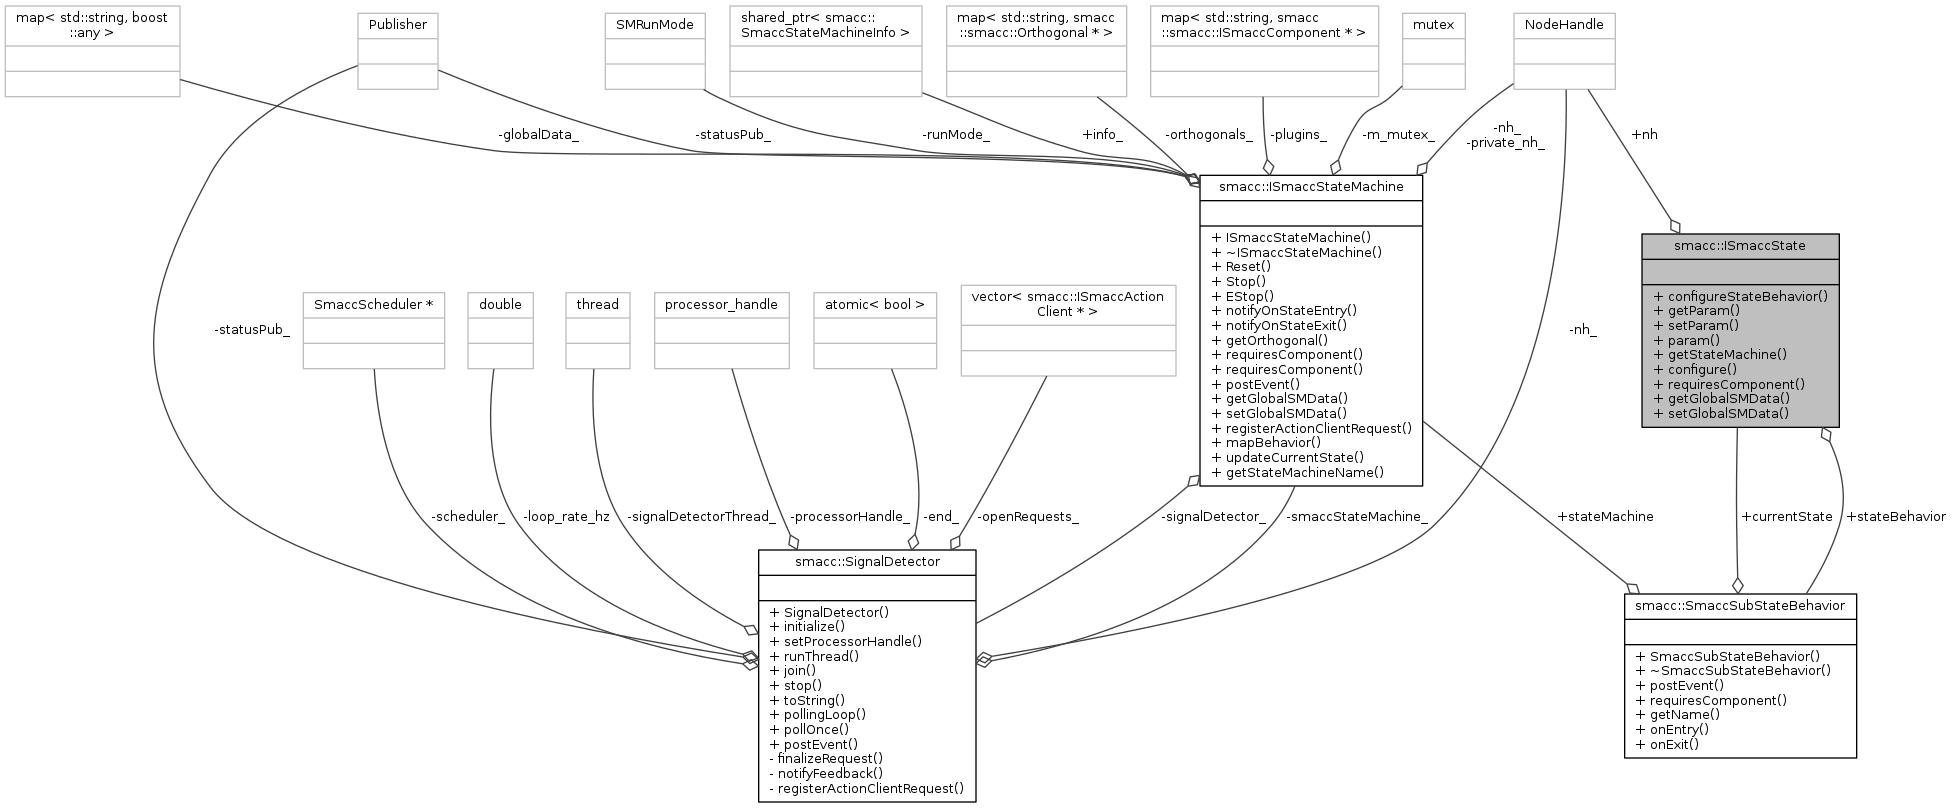 map< std::string, boost
::any >
Publisher
SMRunMode
shared_ptr< smacc::
SmaccStateMachineInfo >
map< std::string, smacc
::smacc::Orthogonal * >
map< std::string, smacc
::smacc::ISmaccComponent * >
mutex
NodeHandle
-globalData_
-statusPub_
-runMode_
+info_
-orthogonals_
-plugins_
-m_mutex_
-nh_
-private_nh_
+nh
smacc::ISmaccStateMachine
+ ISmaccStateMachine()
+ ~ISmaccStateMachine()
+ Reset()
+ Stop()
+ EStop()
+ notifyOnStateEntry()
+ notifyOnStateExit()
+ getOrthogonal()
+ requiresComponent()
+ requiresComponent()
+ postEvent()
+ getGlobalSMData()
+ setGlobalSMData()
+ registerActionClientRequest()
+ mapBehavior()
+ updateCurrentState()
+ getStateMachineName()
smacc::ISmaccState
+ configureStateBehavior()
+ getParam()
+ setParam()
+ param()
+ getStateMachine()
+ configure()
+ requiresComponent()
+ getGlobalSMData()
+ setGlobalSMData()
SmaccScheduler *
double
thread
processor_handle
atomic< bool >
vector< smacc::ISmaccAction
Client * >
-statusPub_
-nh_
-scheduler_
-loop_rate_hz
-signalDetectorThread_
-processorHandle_
-end_
-openRequests_
-signalDetector_
-smaccStateMachine_
+stateMachine
+currentState
+stateBehavior
smacc::SignalDetector
+ SignalDetector()
+ initialize()
+ setProcessorHandle()
+ runThread()
+ join()
+ stop()
+ toString()
+ pollingLoop()
+ pollOnce()
+ postEvent()
- finalizeRequest()
- notifyFeedback()
- registerActionClientRequest()
smacc::SmaccSubStateBehavior
+ SmaccSubStateBehavior()
+ ~SmaccSubStateBehavior()
+ postEvent()
+ requiresComponent()
+ getName()
+ onEntry()
+ onExit()